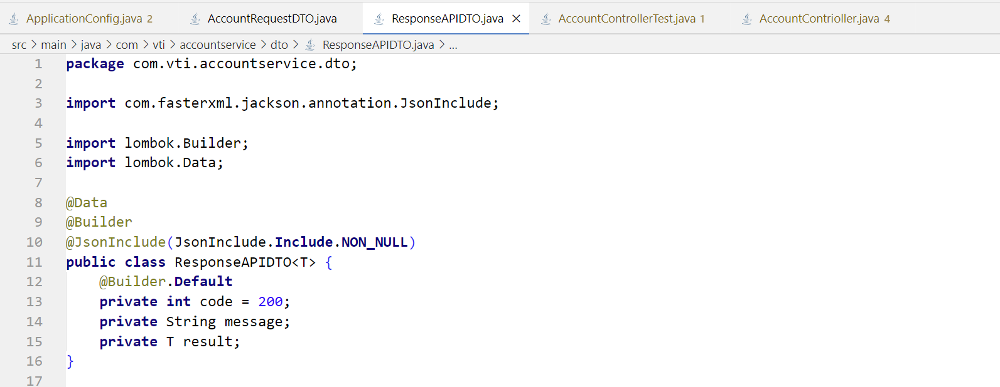 ApplicationConfig.java 2 AccountRequestDTO.java ResponseAPIDTO.java × AccountControllerTest.java 1 AccountContrioller.java 4
src > main > java > com > vti > accountservice > dto > ResponseAPIDTO.java > ...
1 package com.vti.accountservice.dto;
2
3 import com.fasterxml.jackson.annotation.JsonInclude;
4
5 import lombok.Builder;
6 import lombok.Data;
7
8 @Data
9 @Builder
10 @JsonInclude(JsonInclude.Include.NON_NULL)
11 public class ResponseAPIDTO<T> {
12     @Builder.Default
13     private int code = 200;
14     private String message;
15     private T result;
16 }
17